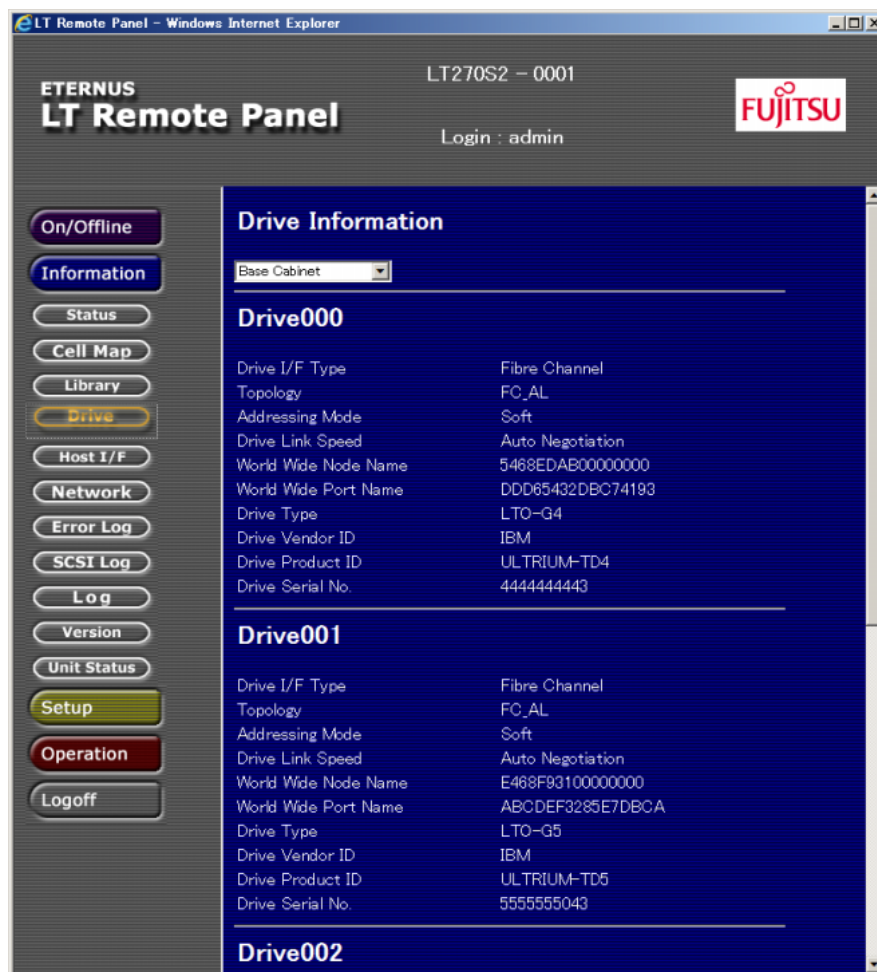 LT Remote Panel - Windows Internet Explorer
ETERNUS
LT Remote Panel
LT270S2 - 0001
Login : admin
FUJITSU
On/Offline
Information
Status
Cell Map
Library
Drive
Host I/F
Network
Error Log
SCSI Log
Log
Version
Unit Status
Setup
Operation
Logoff
Drive Information
Base Cabinet
Drive000
Drive I/F Type Fibre Channel
Topology FC_AL
Addressing Mode Soft
Drive Link Speed Auto Negotiation
World Wide Node Name 5468EDAB00000000
World Wide Port Name DDD65432DBC74193
Drive Type LTO-G4
Drive Vendor ID IBM
Drive Product ID ULTRIUM-TD4
Drive Serial No. 4444444443
Drive001
Drive I/F Type Fibre Channel
Topology FC_AL
Addressing Mode Soft
Drive Link Speed Auto Negotiation
World Wide Node Name E468F93100000000
World Wide Port Name ABCDEF3285E7DBCA
Drive Type LTO-G5
Drive Vendor ID IBM
Drive Product ID ULTRIUM-TD5
Drive Serial No. 5555555043
Drive002